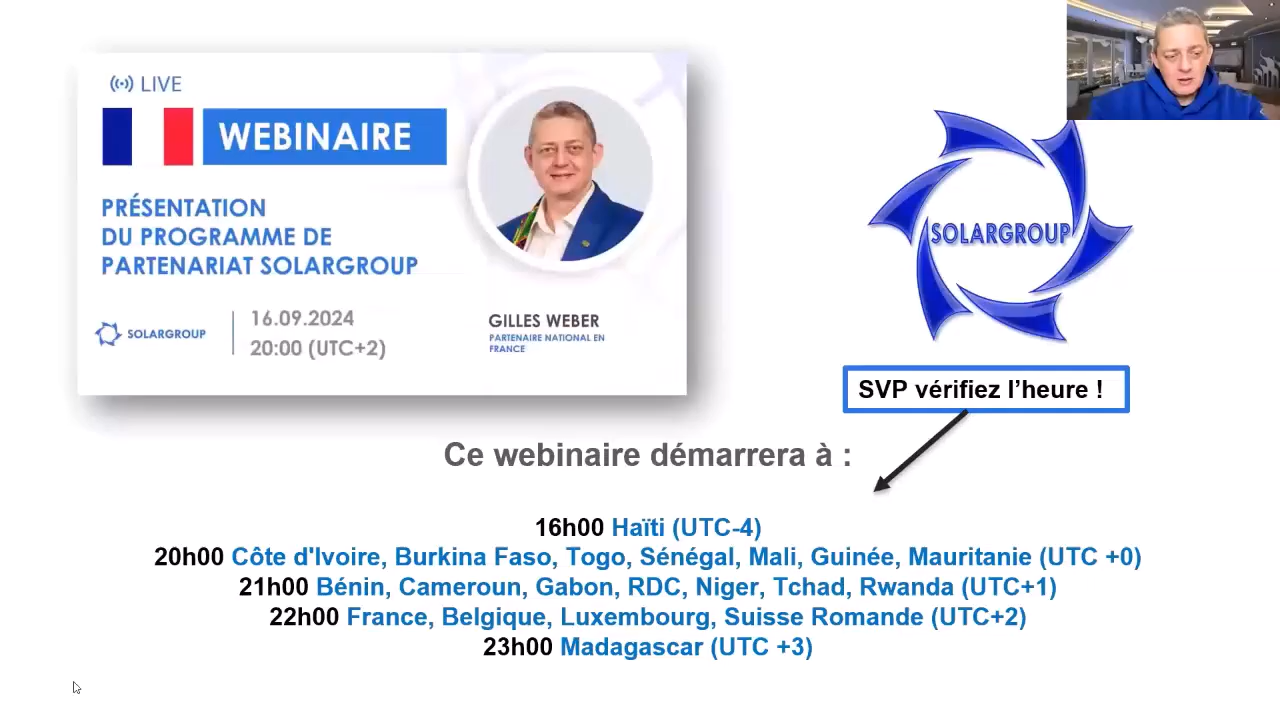 LIVE
WEBINAIRE
PRÉSENTATION
DU PROGRAMME DE
PARTENARIAT SOLARGROUP
SOLARGROUP
16.09.2024
20:00 (UTC+2)
GILLES WEBER
PARTENAIRE NATIONAL EN
FRANCE
SOLARGROUP
SVP vérifiez l’heure !
Ce webinaire démarrera à :
16h00 Haïti (UTC-4)
20h00 Côte d'Ivoire, Burkina Faso, Togo, Sénégal, Mali, Guinée, Mauritanie (UTC +0)
21h00 Bénin, Cameroun, Gabon, RDC, Niger, Tchad, Rwanda (UTC+1)
22h00 France, Belgique, Luxembourg, Suisse Romande (UTC+2)
23h00 Madagascar (UTC +3)